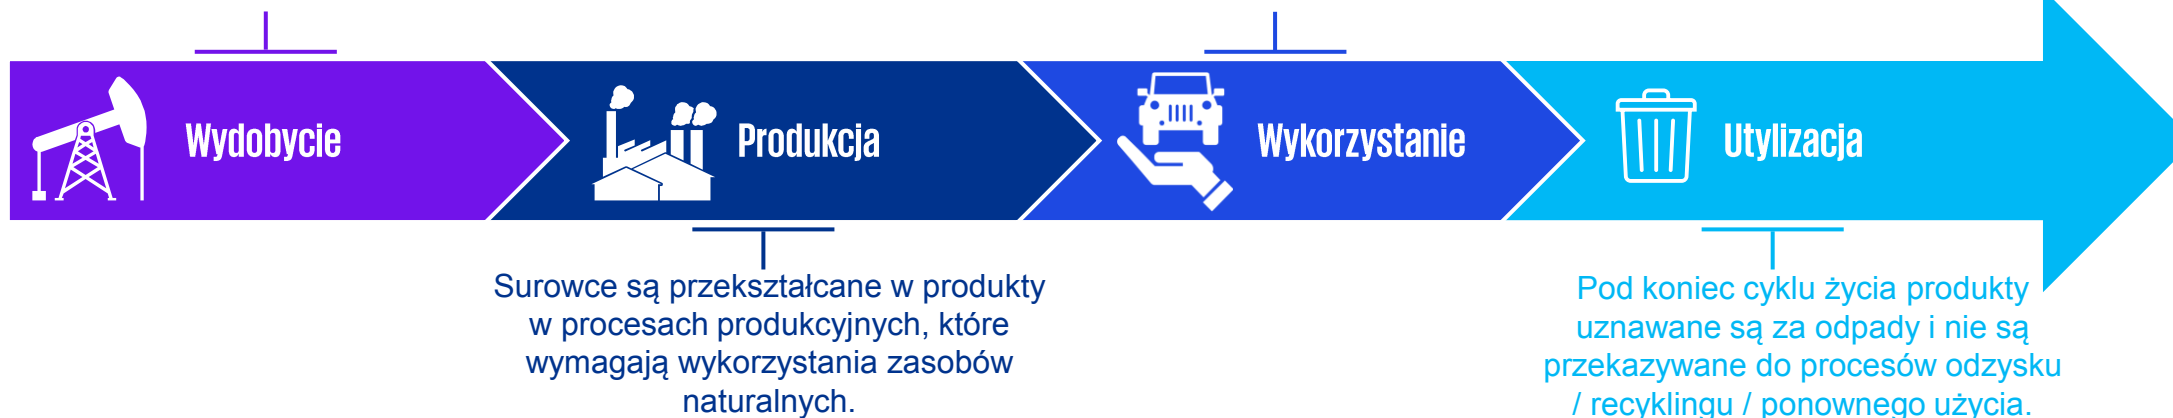 Wydobycie
Produkcja
Wykorzystanie
Utylizacja
Surowce są przekształcane w produkty
w procesach produkcyjnych, które
wymagają wykorzystania zasobów
naturalnych.
Pod koniec cyklu życia produkty
uznawane są za odpady i nie są
przekazywane do procesów odzysku
/ recyklingu / ponownego użycia.